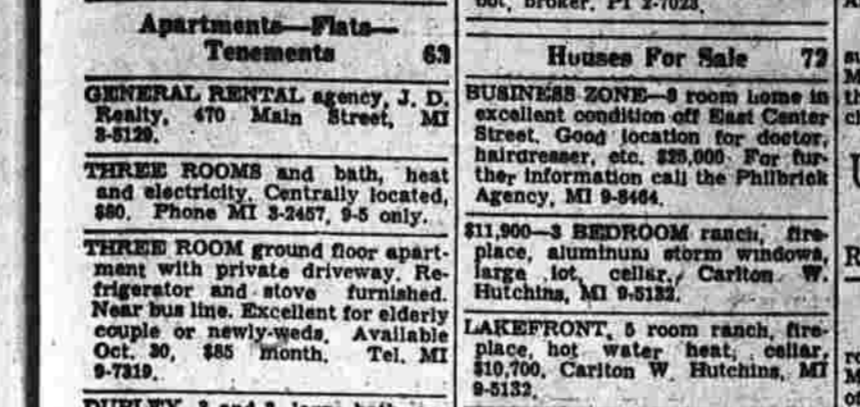 Apartments—Flats—
Tenements 63
GENERAL RENTAL agency, J. D.
Realty, 470 Main Street, MI
3-5129.
THREE ROOMS and bath, heat
and electricity. Centrally located,
$80. Phone MI 3-2457, 9-5 only.
THREE ROOM ground floor apart-
ment with private driveway. Re-
frigerator and stove furnished.
Near bus line. Excellent for elderly
couple or newly-weds. Available
Oct. 30, $85 month. Tel. MI
9-7319.
broker. PI 2-7023.
Houses For Sale 72
BUSINESS ZONE— room home in
excellent condition off East Center
Street. Good location for doctor,
hairdresser, etc. $25,000. For fur-
ther information call the Philbrick
Agency, MI 9-8464.
$11,900—3 BEDROOM ranch, fire-
place, aluminum storm windows,
large lot, cellar. Carlton W.
Hutchins, MI 9-5132.
LAKEFRONT, 5 room ranch, fire-
place, hot water heat, cellar,
$10,700. Carlton W. Hutchins, MI
9-5132.